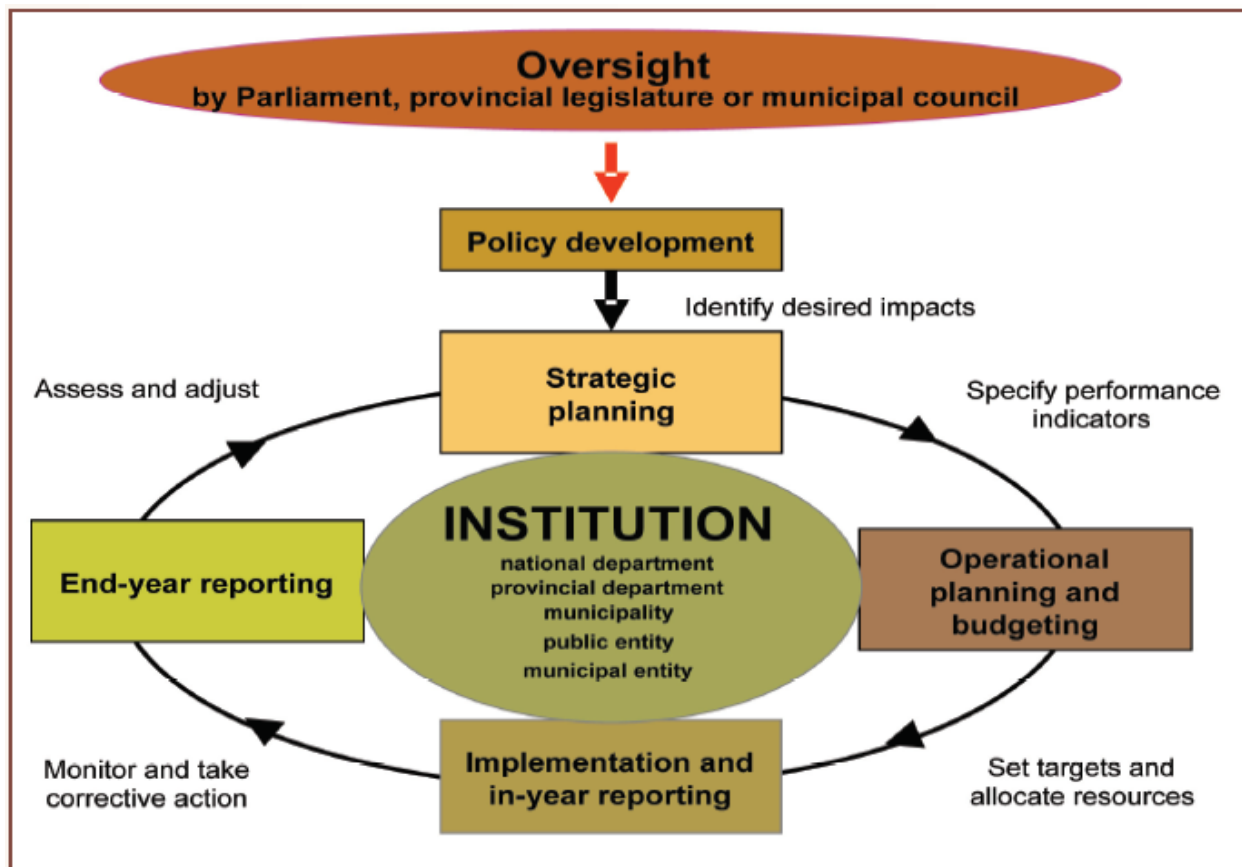 Oversight
by Parliament, provincial legislature or municipal council
Policy development
Identify desired impacts
Strategic
planning
Assess and adjust
Specify performance
indicators
INSTITUTION
national department
provincial department
municipality
public entity
municipal entity
End-year reporting
Operational
planning and
budgeting
Implementation and
in-year reporting
Monitor and take
corrective action
Set targets and
allocate resources